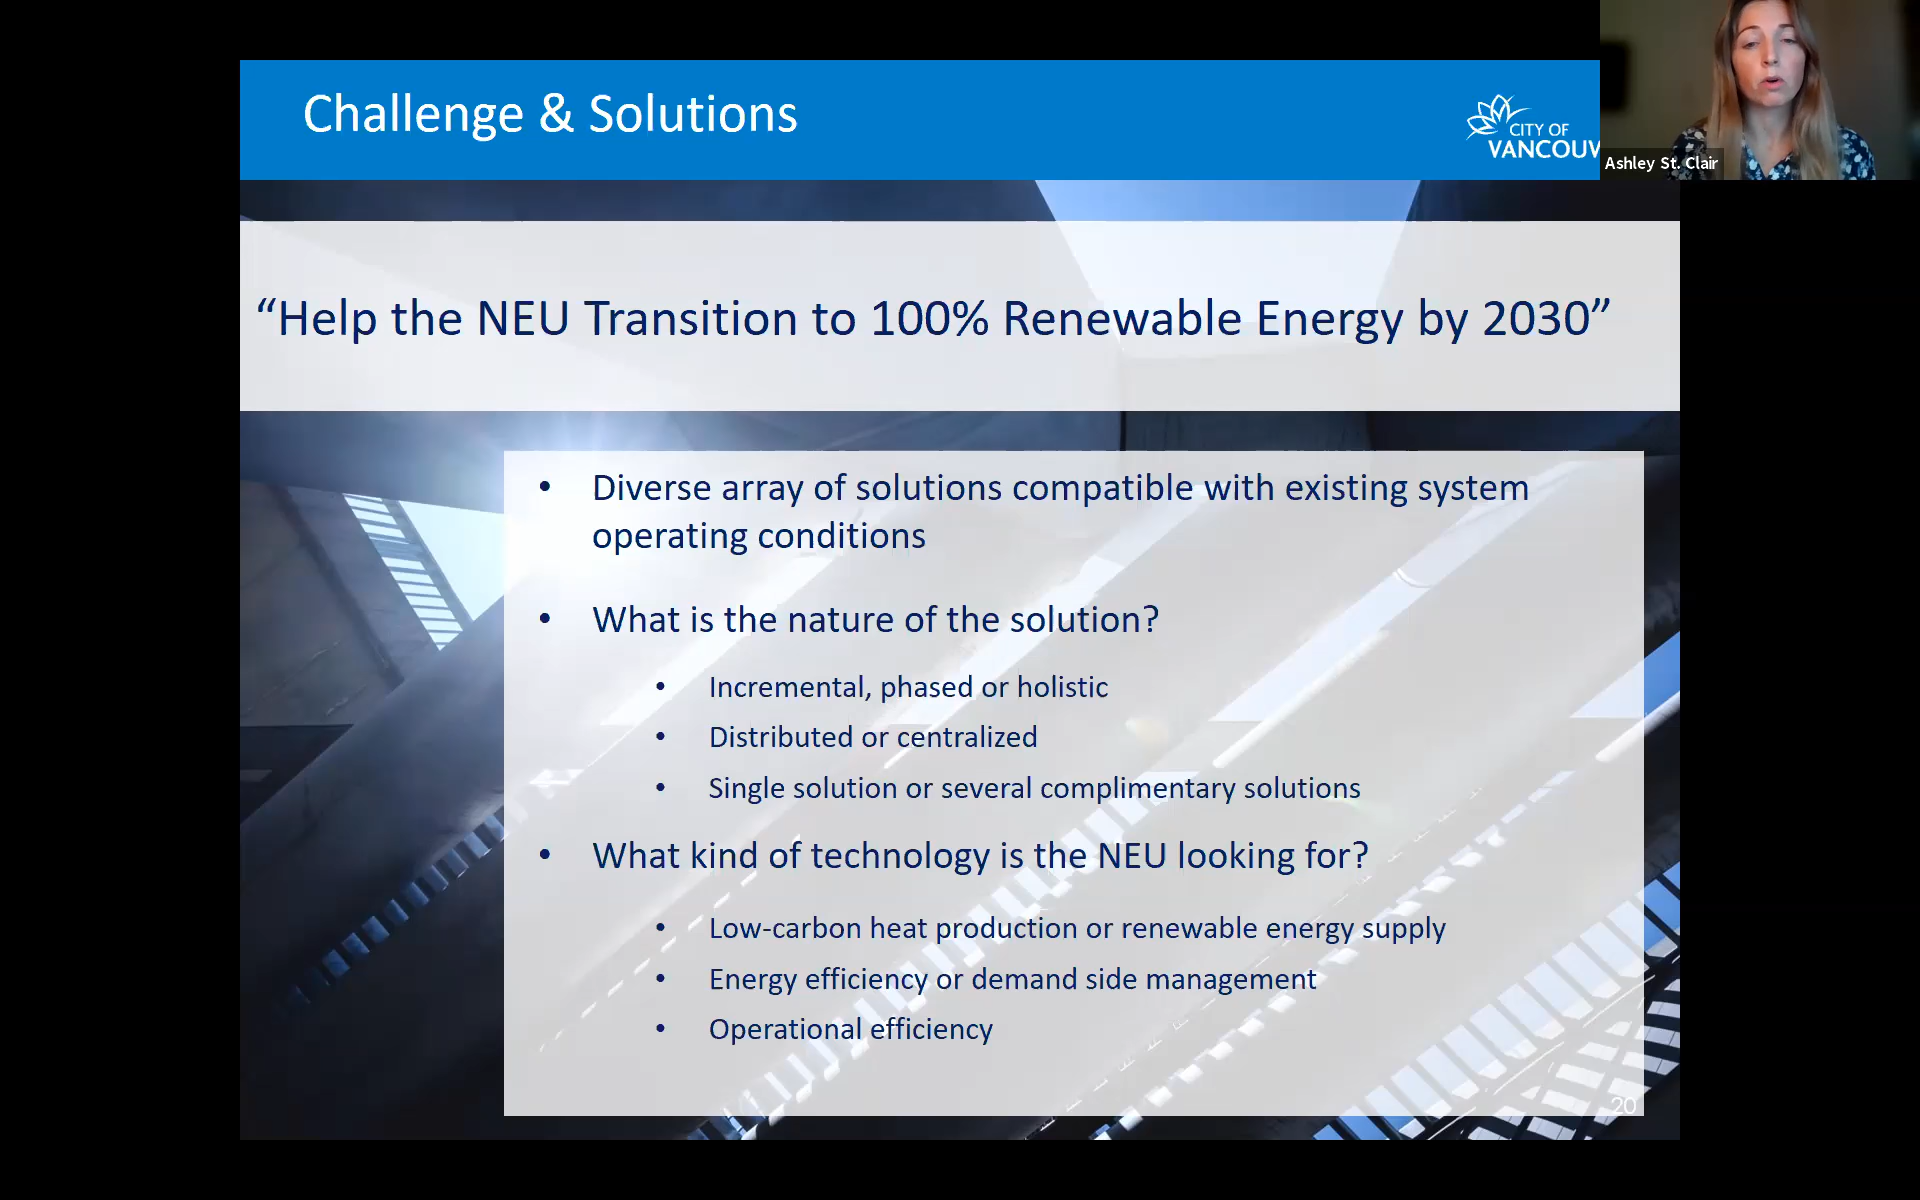 Challenge & Solutions
CITY OF
VANCOUV
Ashley St. Clair
“Help the NEU Transition to 100% Renewable Energy by 2030”
• Diverse array of solutions compatible with existing system
operating conditions
• What is the nature of the solution?
• Incremental, phased or holistic
• Distributed or centralized
• Single solution or several complimentary solutions
• What kind of technology is the NEU looking for?
• Low-carbon heat production or renewable energy supply
• Energy efficiency or demand side management
• Operational efficiency
20